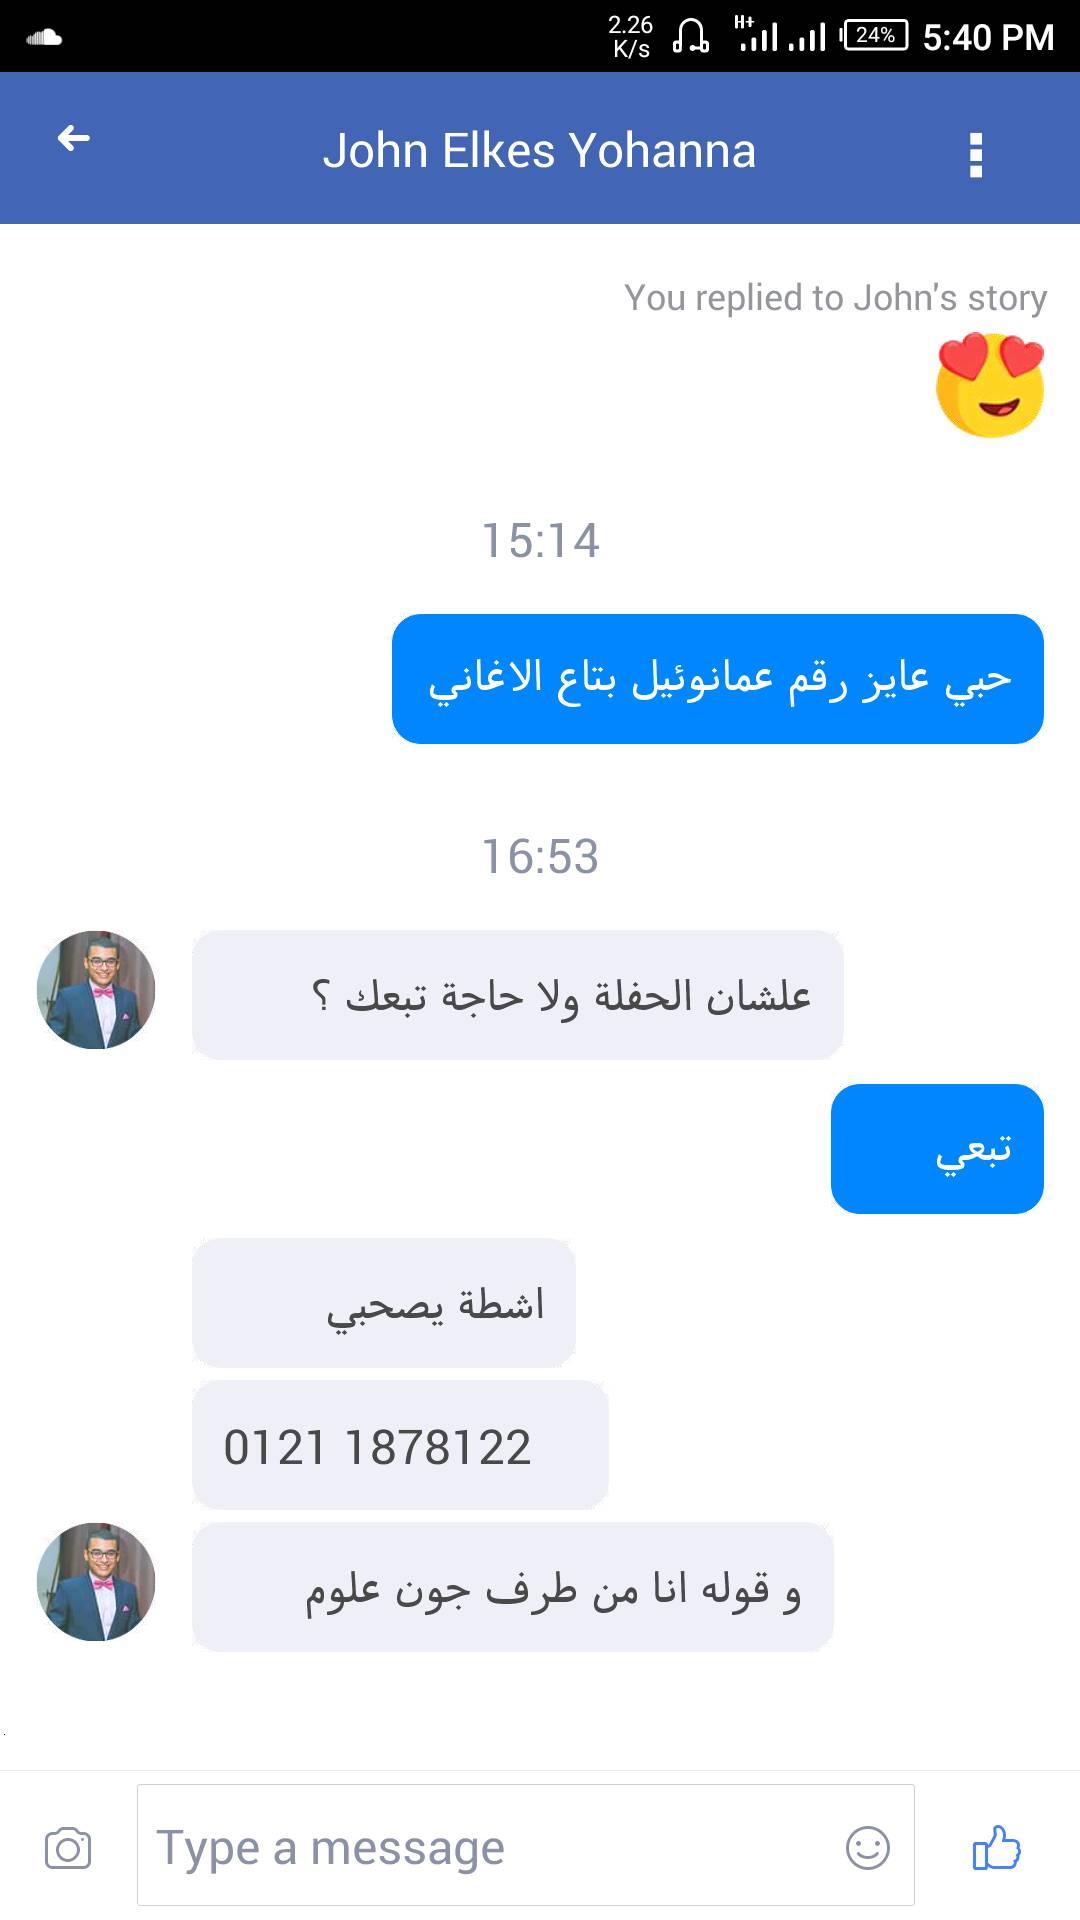 2.26
K/s
H+
24%
5:40 PM
John Elkes Yohanna
You replied to John's story
15:14
حبي عايز رقم عمانوئيل بتاع الاغاني
16:53
علشان الحفلة ولا حاجة تبعك ؟
تبعي
اشطة يصحبي
0121 1878122
و قوله انا من طرف جون علوم
Type a message